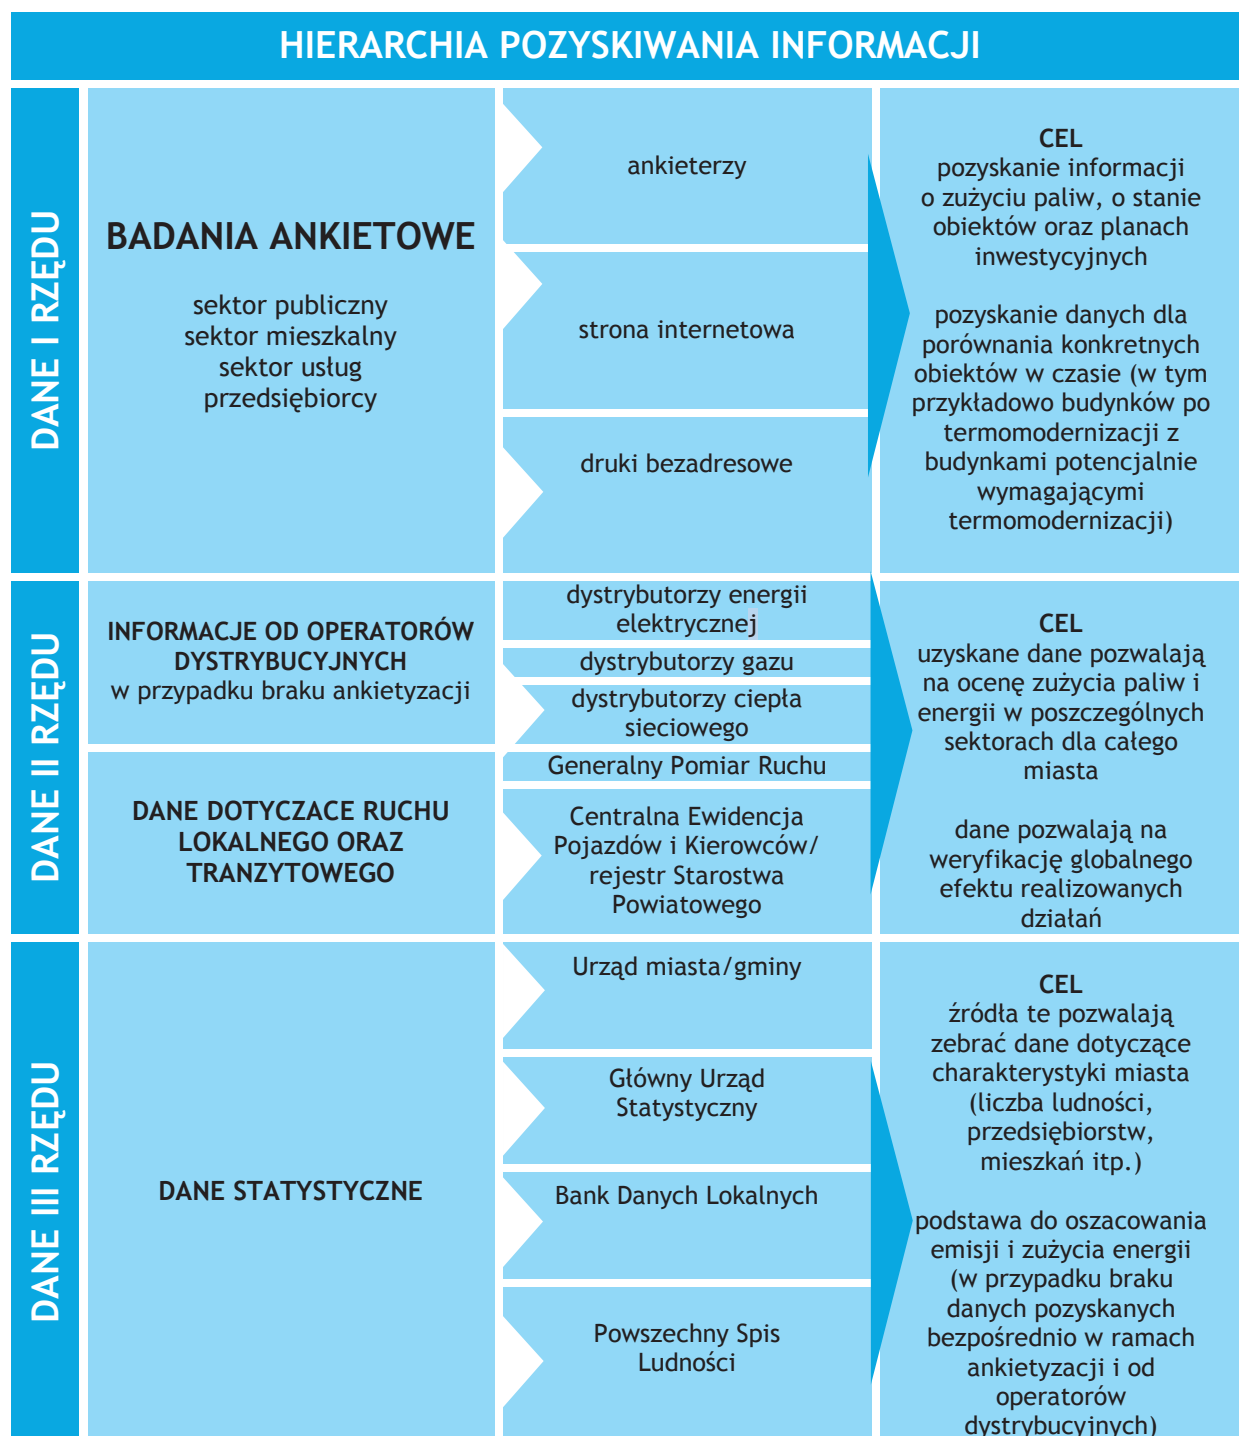 HIERARCHIA POZYSKIWANIA INFORMACJI
DANE I RZĘDU
BADANIA ANKIETOWE
sektor publiczny
sektor mieszkalny
sektor usług
przedsiębiorcy
ankieterzy
strona internetowa
druki bezadresowe
CEL
pozyskanie informacji
o zużyciu paliw, o stanie
obiektów oraz planach
inwestycyjnych
pozyskanie danych dla
porównania konkretnych
obiektów w czasie (w tym
przykładowo budynków po
termomodernizacji z
budynkami potencjalnie
wymagającymi
termomodernizacji)
DANE II RZĘDU
INFORMACJE OD OPERATORÓW
DYSTRYBUCYJNYCH
w przypadku braku ankietyzacji
dystrybutorzy energii
elektrycznej
dystrybutorzy gazu
dystrybutorzy ciepła
sieciowego
DANE DOTYCZACE RUCHU
LOKALNEGO ORAZ
TRANZYTOWEGO
Generalny Pomiar Ruchu
Centralna Ewidencja
Pojazdów i Kierowców/
rejestr Starostwa
Powiatowego
CEL
uzyskane dane pozwalają
na ocenę zużycia paliw i
energii w poszczególnych
sektorach dla całego
miasta
dane pozwalają na
weryfikację globalnego
efektu realizowanych
działań
DANE III RZĘDU
DANE STATYSTYCZNE
Urząd miasta/gminy
Główny Urząd
Statystyczny
Bank Danych Lokalnych
Powszechny Spis
Ludności
CEL
źródła te pozwalają
zebrać dane dotyczące
charakterystyki miasta
(liczba ludności,
przedsiębiorstw,
mieszkań itp.)
podstawa do oszacowania
emisji i zużycia energii
(w przypadku braku
danych pozyskanych
bezpośrednio w ramach
ankietyzacji i od
operatorów
dystrybucyjnych)